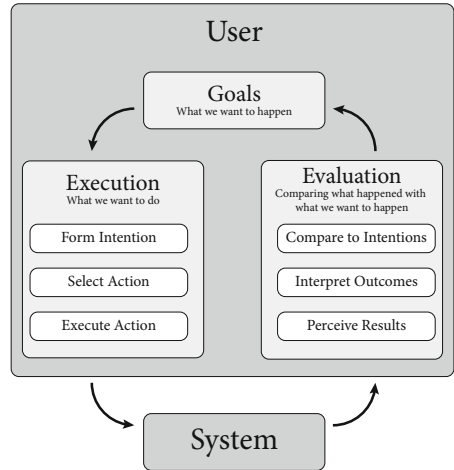 User
Goals
What we want to happen
Execution
What we want to do
Form Intention
Select Action
Execute Action
Evaluation
Comparing what happened with
what we want to happen
Compare to Intentions
Interpret Outcomes
Perceive Results
System